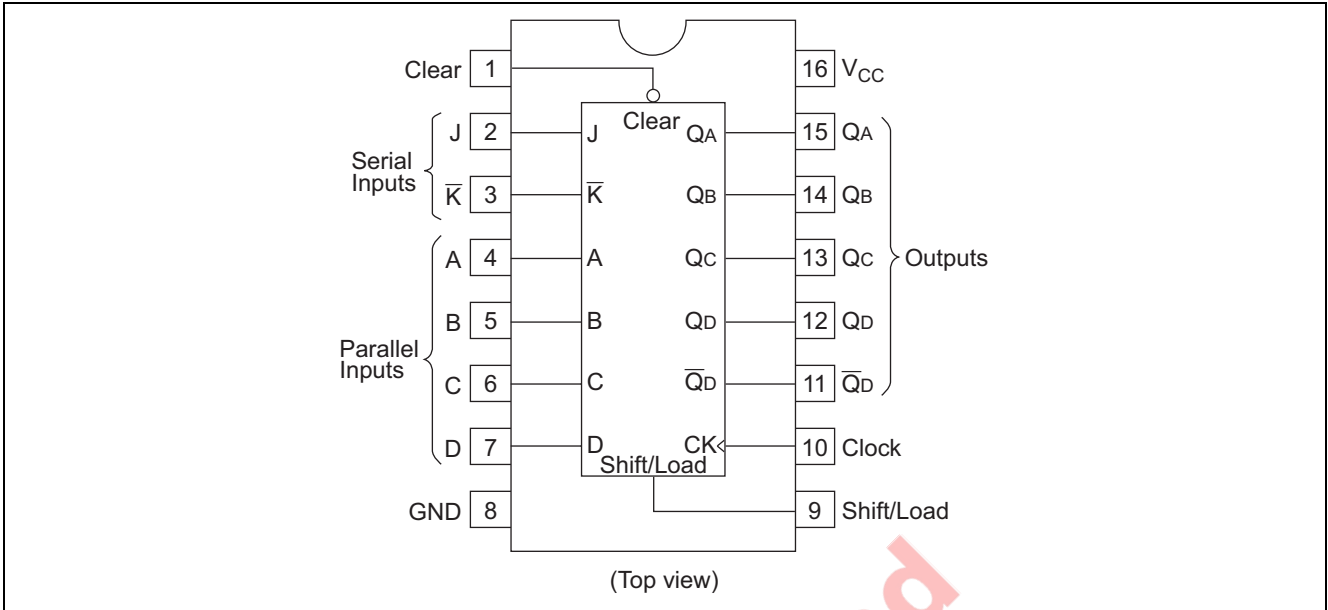 Clear 1
16 VCC
Clear
J 2
J
QA
15 QA
Serial
Inputs
K̅ 3
K̅
QB
14 QB
A 4
A
QC
13 QC
Outputs
B 5
B
QD
12 QD
Parallel
Inputs
C 6
C
Q̅D
11 Q̅D
D 7
D
CK
10 Clock
Shift/Load
GND 8
9 Shift/Load
(Top view)